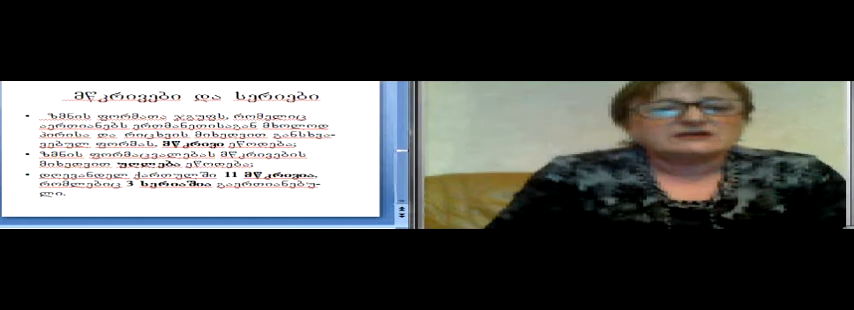 მწკრივები და სერიები
• ზმნის ფორმათა ჯგუფს, რომელიც
აერთიანებს ერთმანეთისაგან მხოლოდ
პირისა და რიცხვის მიხედვით განსხვა-
ვებულ ფორმას, მწკრივი ეწოდება;
• ზმნის ფორმაცვალებას მწკრივების
მიხედვით უღლება ეწოდება;
• დღევანდელ ქართულში 11 მწკრივია,
რომლებიც 3 სერიაშია გაერთიანებუ-
ლი.